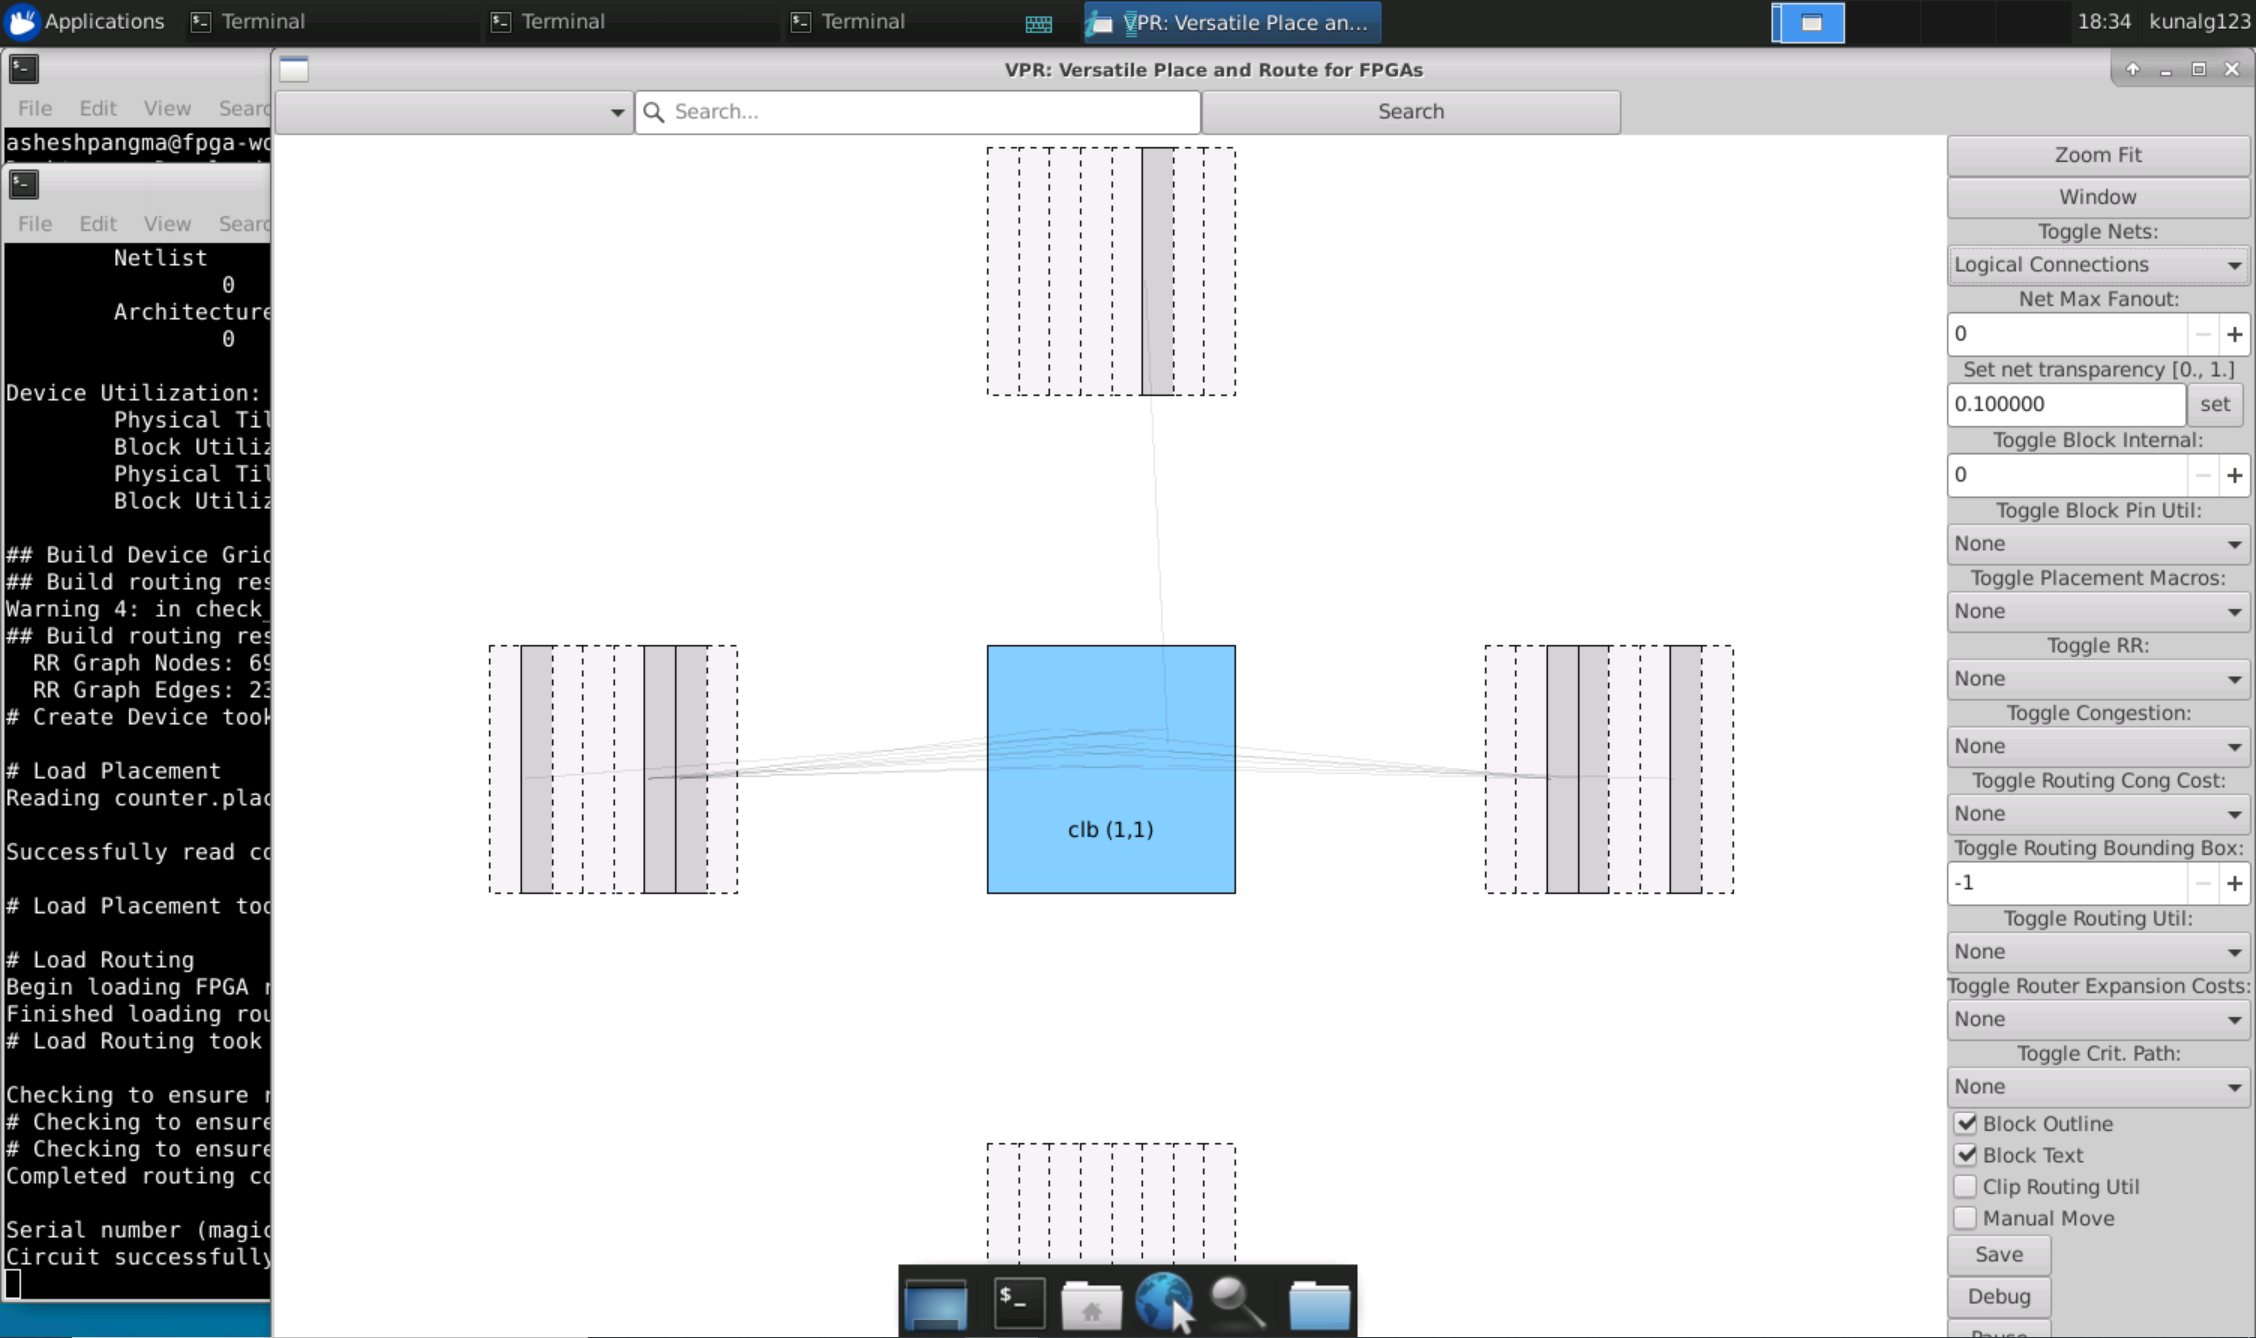 Applications
Terminal
Terminal
Terminal
VPR: Versatile Place an...
18:34
kunalg123
VPR: Versatile Place and Route for FPGAs
File Edit View
Search...
Search
asheshpangma@fpga-wo
File Edit View
Netlist
0
Architecture
0
Device Utilization:
Physical Til
Block Utiliz
Physical Til
Block Utiliz
## Build Device Grid
## Build routing res
Warning 4: in check_
## Build routing res
RR Graph Nodes: 69
RR Graph Edges: 23
# Create Device took
# Load Placement
Reading counter.plac
Successfully read co
# Load Placement too
# Load Routing
Begin loading FPGA r
Finished loading rou
# Load Routing took
Checking to ensure r
# Checking to ensure
# Checking to ensure
Completed routing co
Serial number (magic
Circuit successfully
clb (1,1)
Zoom Fit
Window
Toggle Nets:
Logical Connections
Net Max Fanout:
0
Set net transparency [0., 1.]
0.100000
set
Toggle Block Internal:
0
Toggle Block Pin Util:
None
Toggle Placement Macros:
None
Toggle RR:
None
Toggle Congestion:
None
Toggle Routing Cong Cost:
None
Toggle Routing Bounding Box:
-1
Toggle Routing Util:
None
Toggle Router Expansion Costs:
None
Toggle Crit. Path:
None
Block Outline
Block Text
Clip Routing Util
Manual Move
Save
Debug